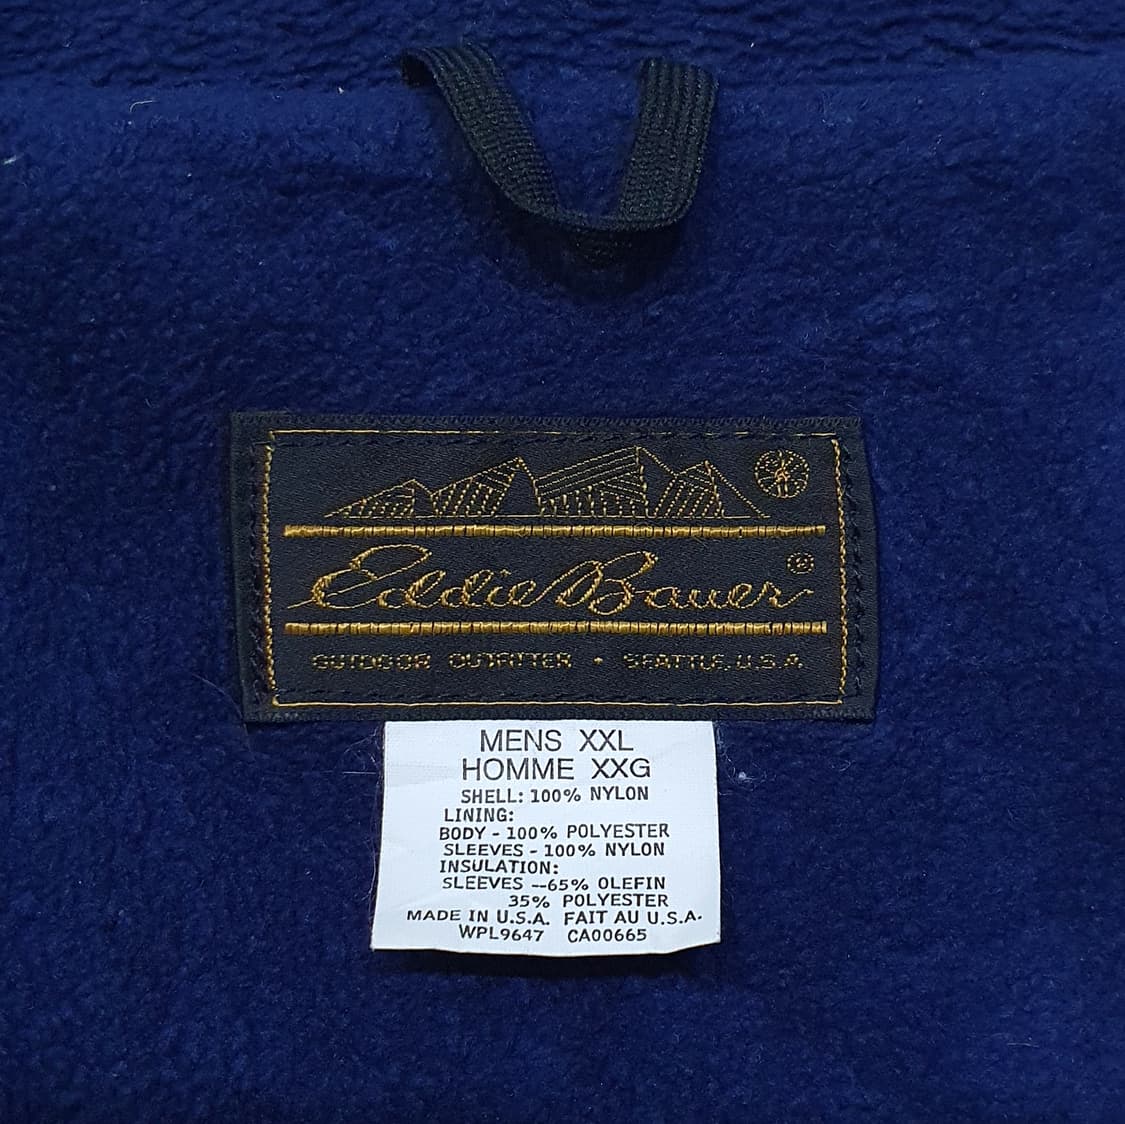 Eddie Bauer®
OUTDOOR OUTFITTER • SEATTLE, U.S.A.
MENS XXL
HOMME XXG
SHELL: 100% NYLON
LINING:
BODY - 100% POLYESTER
SLEEVES - 100% NYLON
INSULATION:
SLEEVES --65% OLEFIN
35% POLYESTER
MADE IN U.S.A. FAIT AU U.S.A.
WPL9647 CA00665